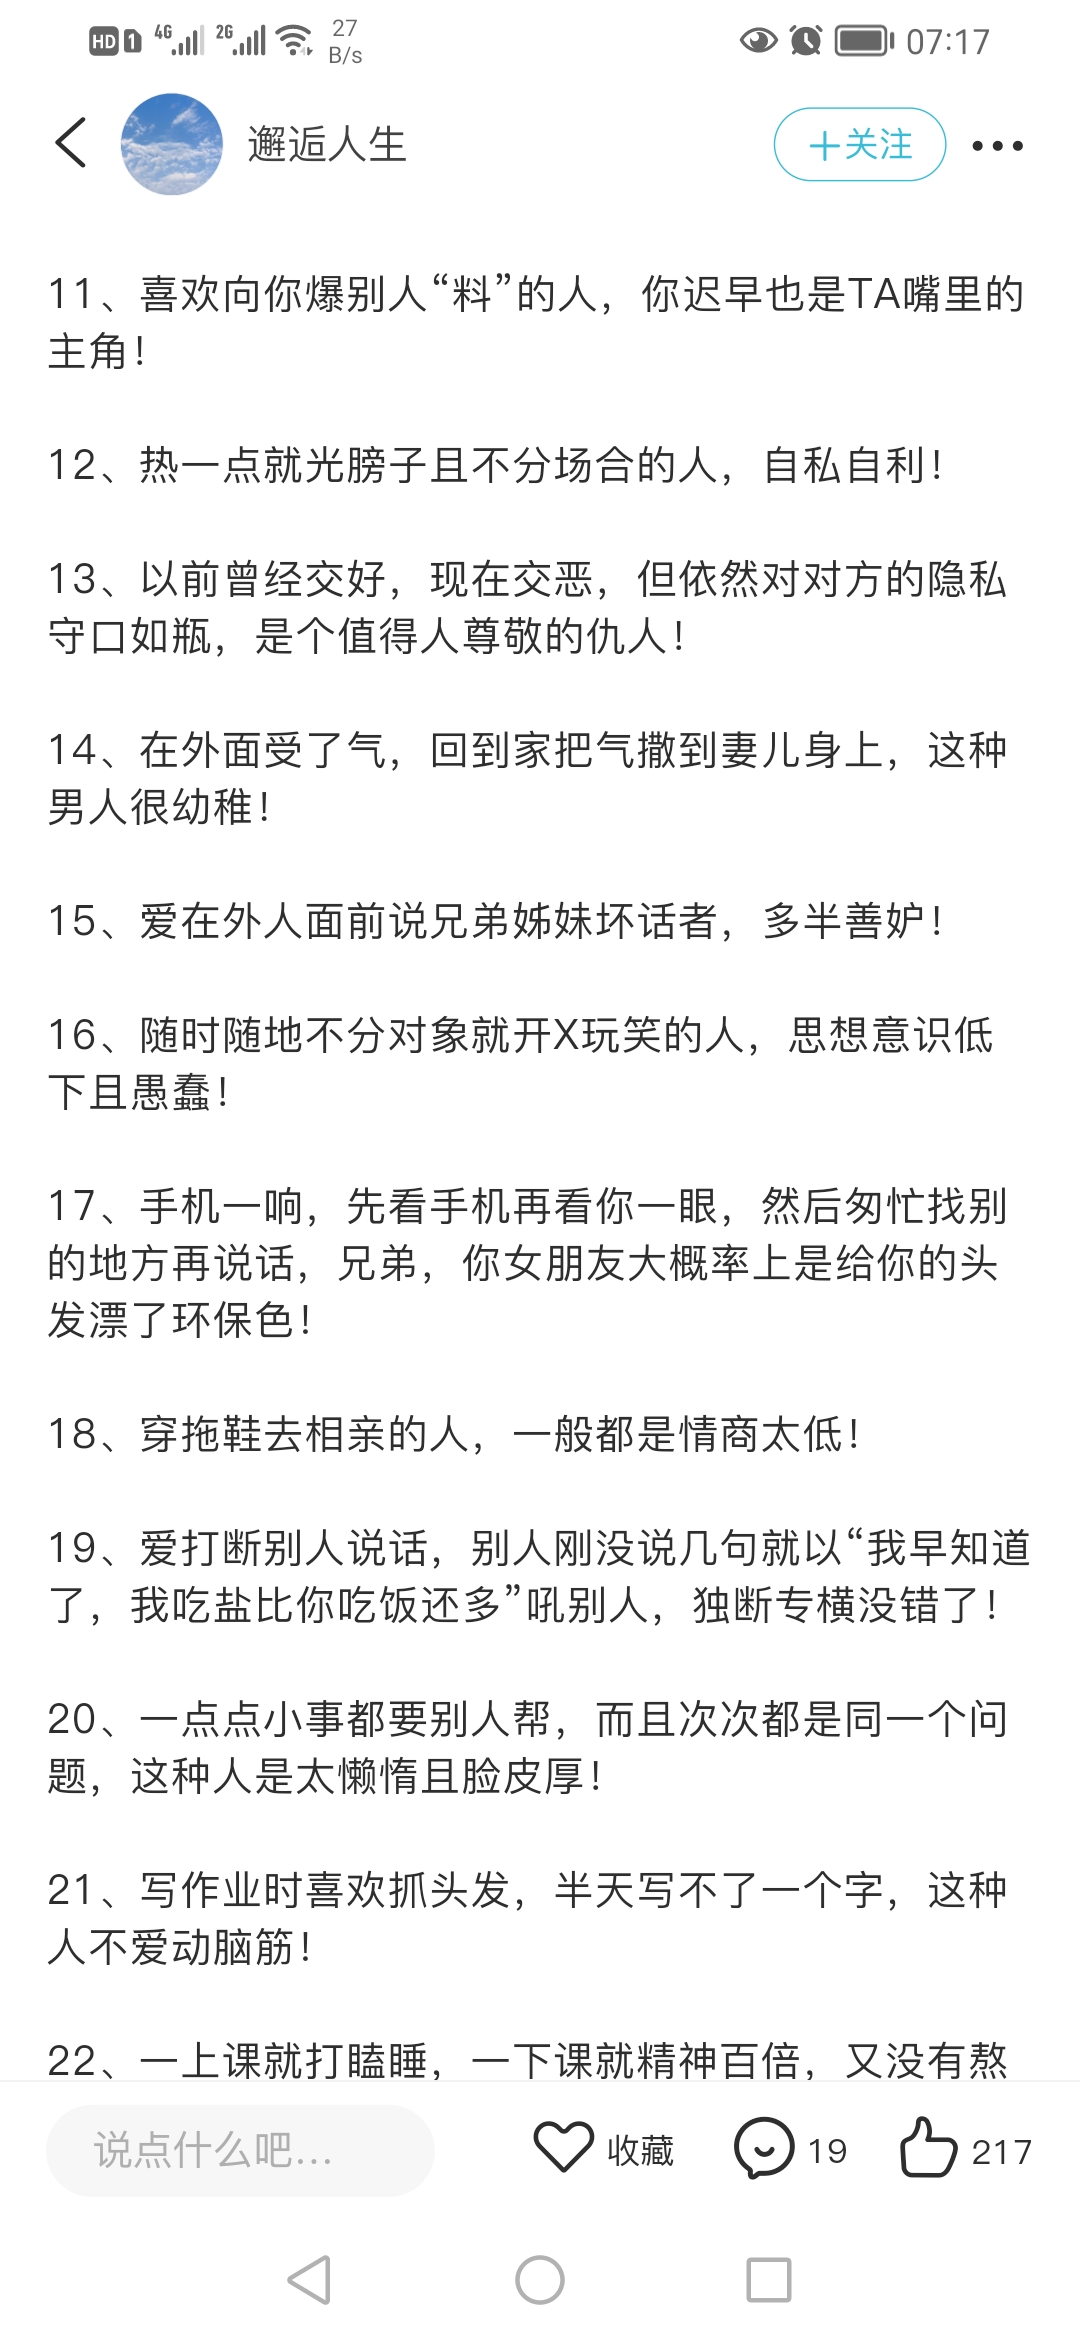 HD 1 4G 2G 27 B/s 07:17
邂逅人生
+关注
11、喜欢向你爆别人“料”的人，你迟早也是TA嘴里的
主角！
12、热一点就光膀子且不分场合的人，自私自利！
13、以前曾经交好，现在交恶，但依然对对方的隐私
守口如瓶，是个值得人尊敬的仇人！
14、在外面受了气，回到家把气撒到妻儿身上，这种
男人很幼稚！
15、爱在外人面前说兄弟姊妹坏话者，多半善妒！
16、随时随地不分对象就开X玩笑的人，思想意识低
下且愚蠢！
17、手机一响，先看手机再看你一眼，然后匆忙找别
的地方再说话，兄弟，你女朋友大概率上是给你的头
发漂了环保色！
18、穿拖鞋去相亲的人，一般都是情商太低！
19、爱打断别人说话，别人刚没说几句就以“我早知道
了，我吃盐比你吃饭还多”吼别人，独断专横没错了！
20、一点点小事都要别人帮，而且次次都是同一个问
题，这种人是太懒惰且脸皮厚！
21、写作业时喜欢抓头发，半天写不了一个字，这种
人不爱动脑筋！
22、一上课就打瞌睡，一下课就精神百倍，又没有熬
说点什么吧... 收藏 19 217